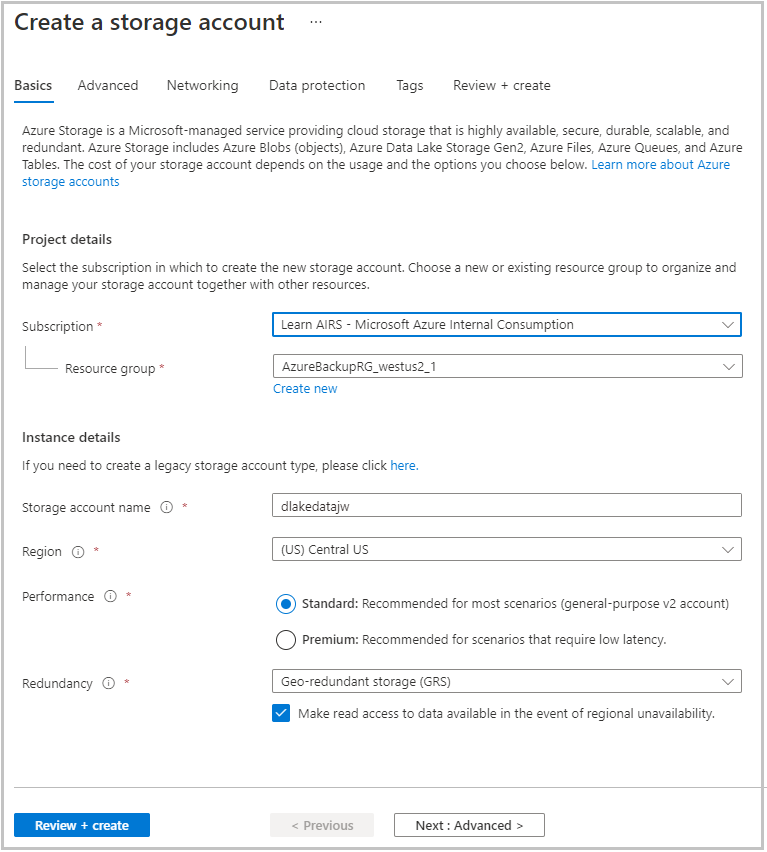 Create a storage account ...
Basics Advanced Networking Data protection Tags Review + create
Azure Storage is a Microsoft-managed service providing cloud storage that is highly available, secure, durable, scalable, and
redundant. Azure Storage includes Azure Blobs (objects), Azure Data Lake Storage Gen2, Azure Files, Azure Queues, and Azure
Tables. The cost of your storage account depends on the usage and the options you choose below. Learn more about Azure
storage accounts
Project details
Select the subscription in which to create the new storage account. Choose a new or existing resource group to organize and
manage your storage account together with other resources.
Subscription * Learn AIRS - Microsoft Azure Internal Consumption
Resource group * AzureBackupRG_westus2_1
Create new
Instance details
If you need to create a legacy storage account type, please click here.
Storage account name * dlakedatajw
Region * (US) Central US
Performance * Standard: Recommended for most scenarios (general-purpose v2 account)
Premium: Recommended for scenarios that require low latency.
Redundancy * Geo-redundant storage (GRS)
Make read access to data available in the event of regional unavailability.
Review + create < Previous Next : Advanced >